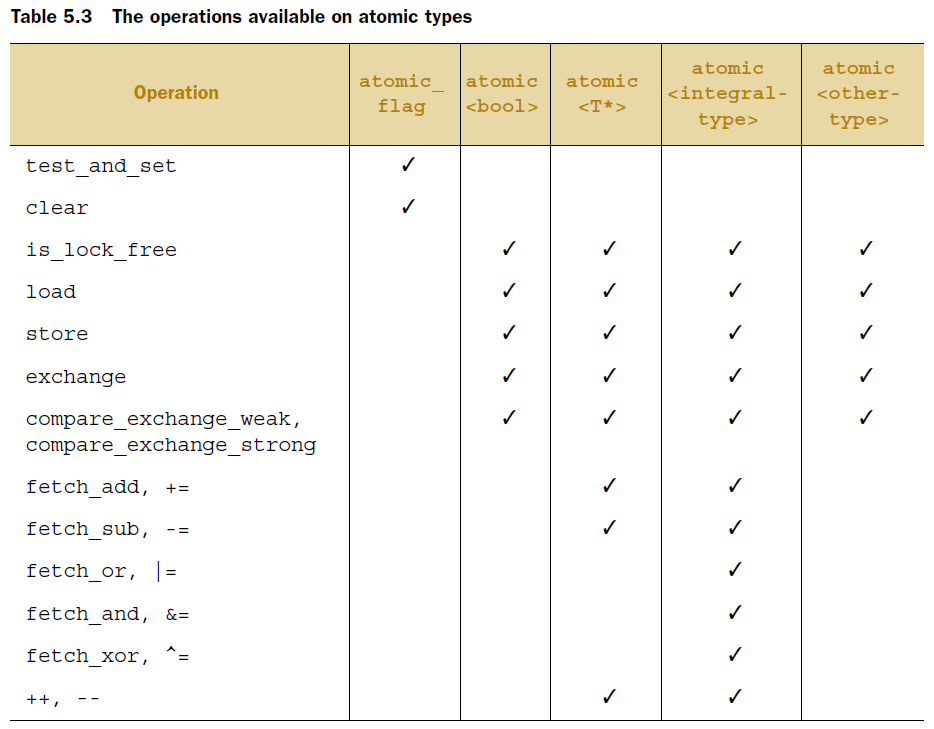 Table 5.3 The operations available on atomic types
Operation
atomic_
flag
atomic
<bool>
atomic
<T*>
atomic
<integral-
type>
atomic
<other-
type>
test_and_set ✓
clear ✓
is_lock_free ✓ ✓ ✓ ✓
load ✓ ✓ ✓ ✓
store ✓ ✓ ✓ ✓
exchange ✓ ✓ ✓ ✓
compare_exchange_weak, ✓ ✓ ✓ ✓
compare_exchange_strong
fetch_add, += ✓ ✓
fetch_sub, -= ✓ ✓
fetch_or, |= ✓
fetch_and, &= ✓
fetch_xor, ^= ✓
++, -- ✓ ✓